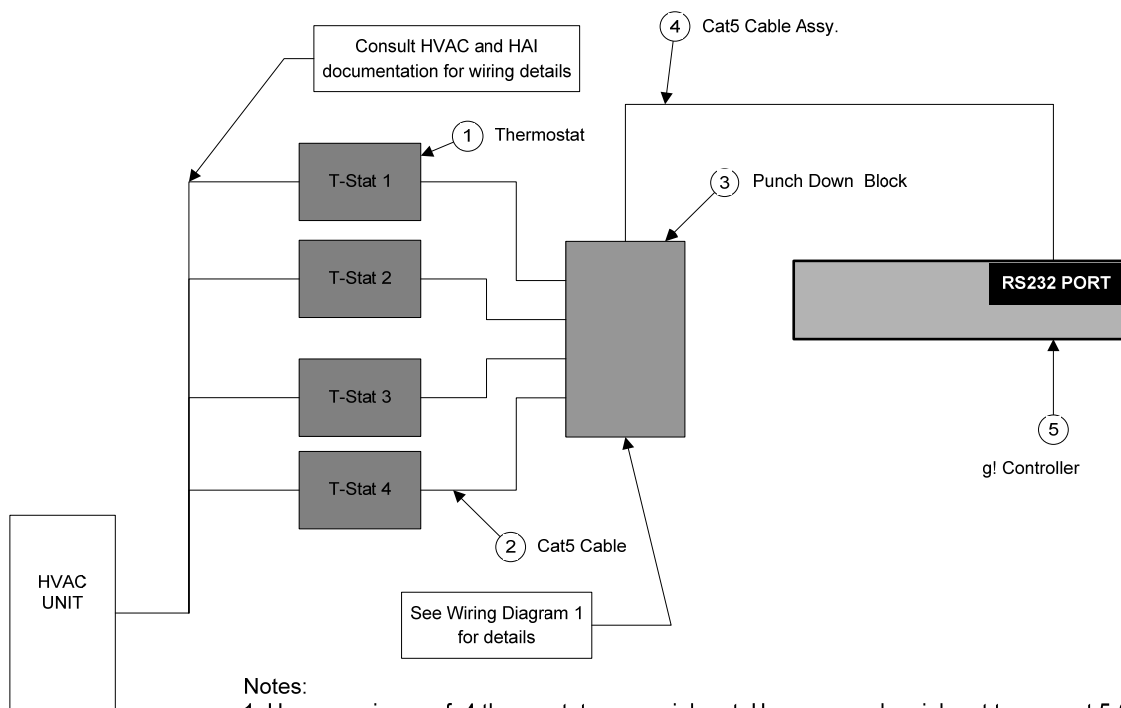 Consult HVAC and HAI
documentation for wiring details
4 Cat5 Cable Assy.
1 Thermostat
T-Stat 1
3 Punch Down Block
T-Stat 2
RS232 PORT
T-Stat 3
5
g! Controller
T-Stat 4
2 Cat5 Cable
HVAC
UNIT
See Wiring Diagram 1
for details
Notes: